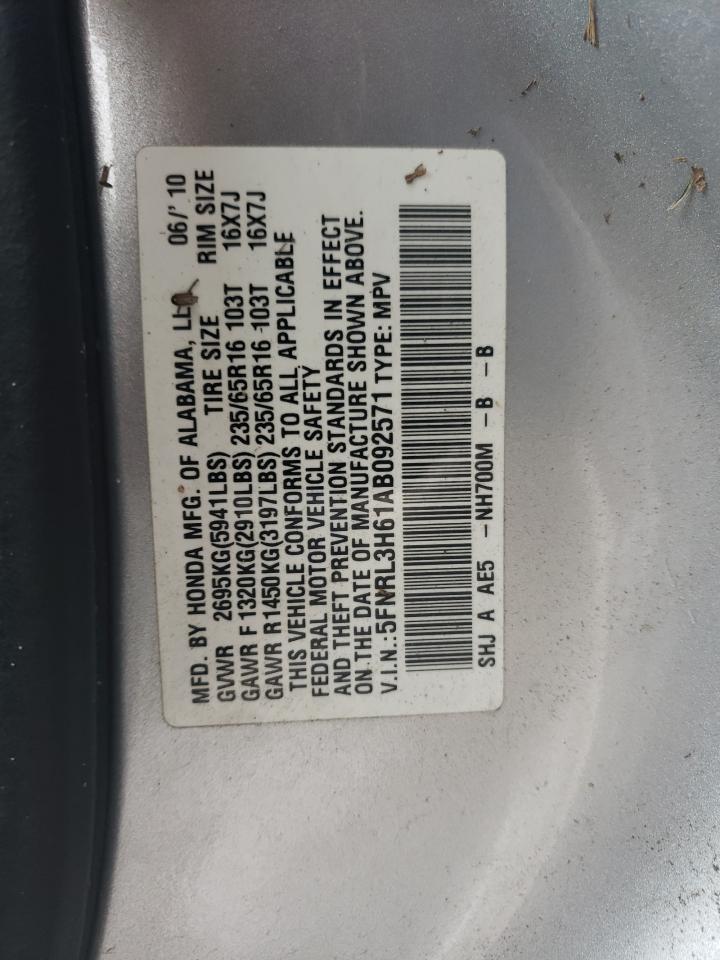 MFD. BY HONDA MFG. OF ALABAMA, LLC 06/'10
GVWR 2695KG(5941LBS) TIRE SIZE RIM SIZE
GAWR F 1320KG(2910LBS) 235/65R16 103T 16X7J
GAWR R 1450KG(3197LBS) 235/65R16 103T 16X7J
THIS VEHICLE CONFORMS TO ALL APPLICABLE
FEDERAL MOTOR VEHICLE SAFETY
AND THEFT PREVENTION STANDARDS IN EFFECT
ON THE DATE OF MANUFACTURE SHOWN ABOVE.
V.I.N.: 5FNRL3H61AB092571 TYPE: MPV
SHJ A AE5 -NH700M -B -B